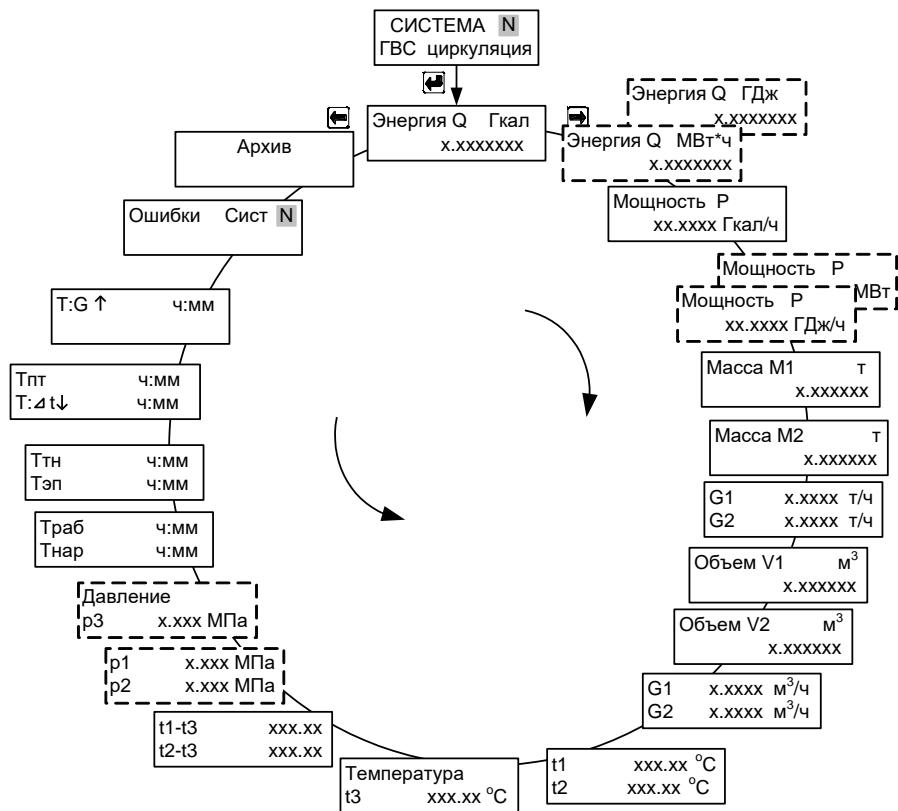 СИСТЕМА N
ГВС циркуляция
Энергия Q Гкал
x.xxxxxxx
Энергия Q ГДж
x.xxxxxxx
Энергия Q МВт*ч
x.xxxxxxx
Мощность P
xx.xxxx Гкал/ч
Мощность P
МВт
Мощность P
xx.xxxx ГДж/ч
Масса М1 т
x.xxxxxx
Масса М2 т
x.xxxxxx
G1 x.xxxx т/ч
G2 x.xxxx т/ч
Объем V1 м³
x.xxxxxx
Объем V2 м³
x.xxxxxx
G1 x.xxxx м³/ч
G2 x.xxxx м³/ч
t1 xxx.xx °C
t2 xxx.xx °C
Температура
t3 xxx.xx °C
t1-t3 xxx.xx
t2-t3 xxx.xx
p1 x.xxx МПа
p2 x.xxx МПа
Давление
p3 x.xxx МПа
Траб ч:мм
Тнар ч:мм
Ттн ч:мм
Тэп ч:мм
Тпт ч:мм
T:⊿ t↓ ч:мм
T:G ↑ ч:мм
Ошибки Сист N
Архив